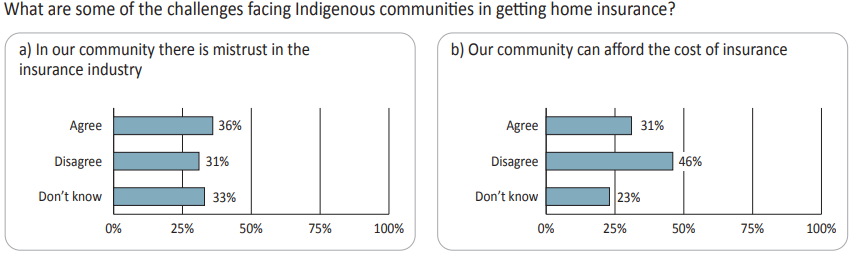 What are some of the challenges facing Indigenous communities in getting home insurance?
a) In our community there is mistrust in the
insurance industry
Agree 36%
Disagree 31%
Don't know 33%
0% 25% 50% 75% 100%
b) Our community can afford the cost of insurance
Agree 31%
Disagree 46%
Don't know 23%
0% 25% 50% 75% 100%